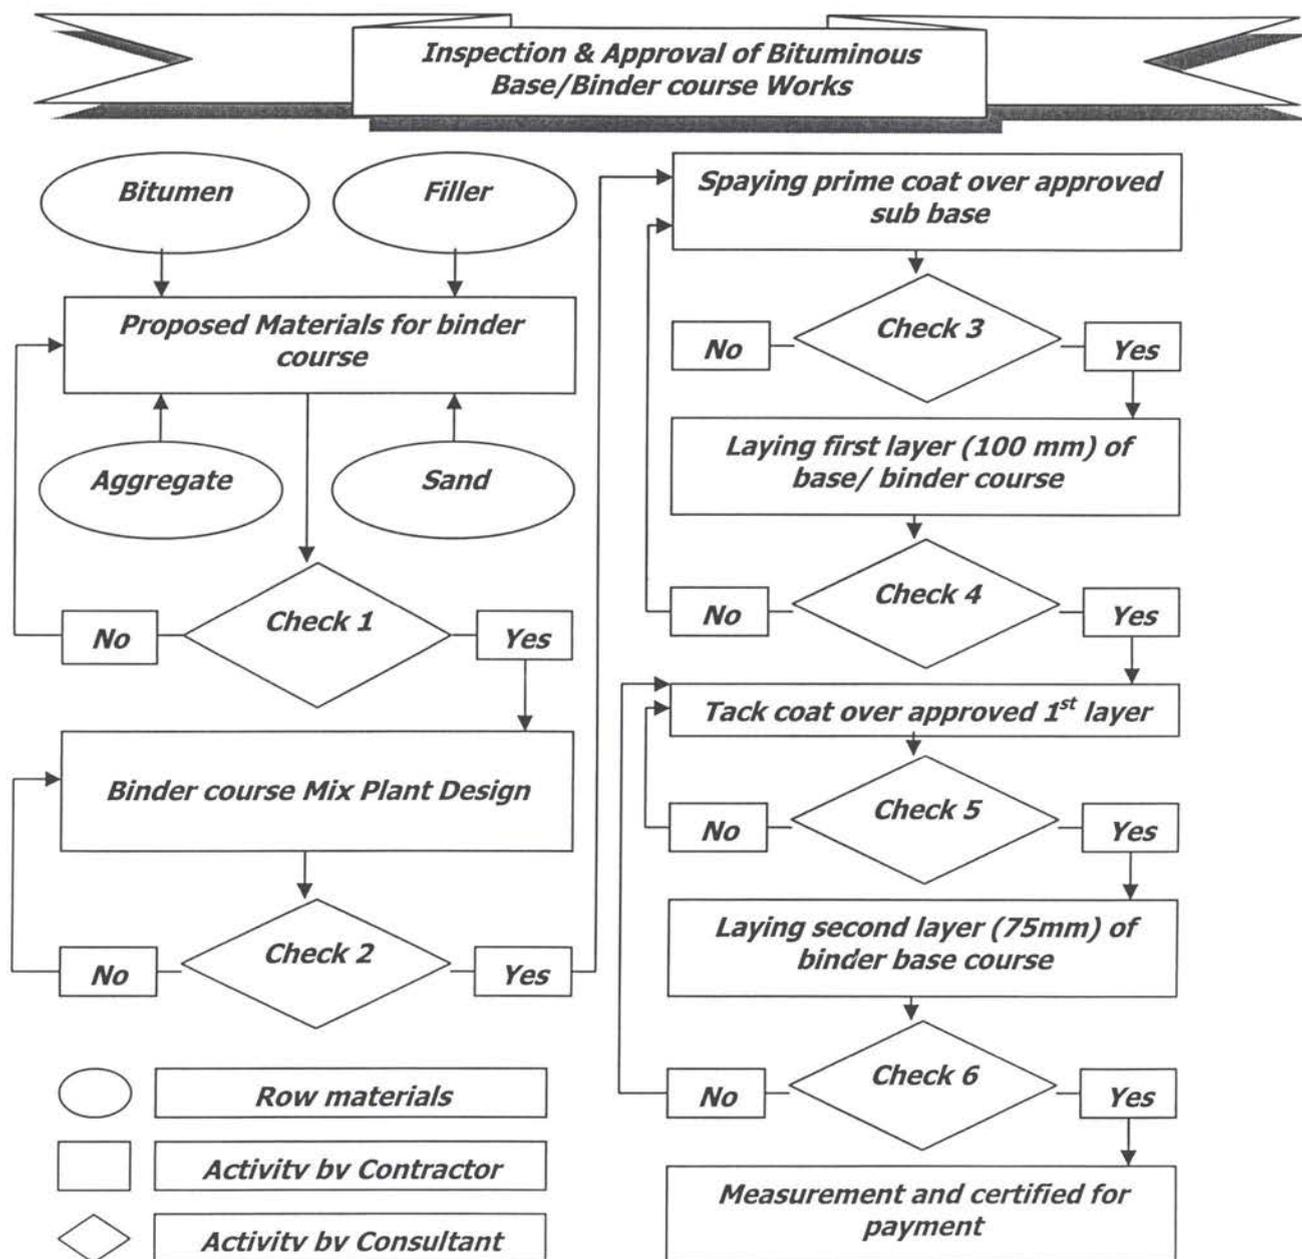 Inspection & Approval of Bituminous
Base/Binder course Works
Bitumen
Filler
Proposed Materials for binder
course
Aggregate
Sand
Check 1
No
Yes
Binder course Mix Plant Design
Check 2
No
Yes
Row materials
Activity by Contractor
Activity by Consultant
Spaying prime coat over approved
sub base
Check 3
No
Yes
Laying first layer (100 mm) of
base/ binder course
Check 4
No
Yes
Tack coat over approved 1st layer
Check 5
No
Yes
Laying second layer (75mm) of
binder base course
Check 6
No
Yes
Measurement and certified for
payment